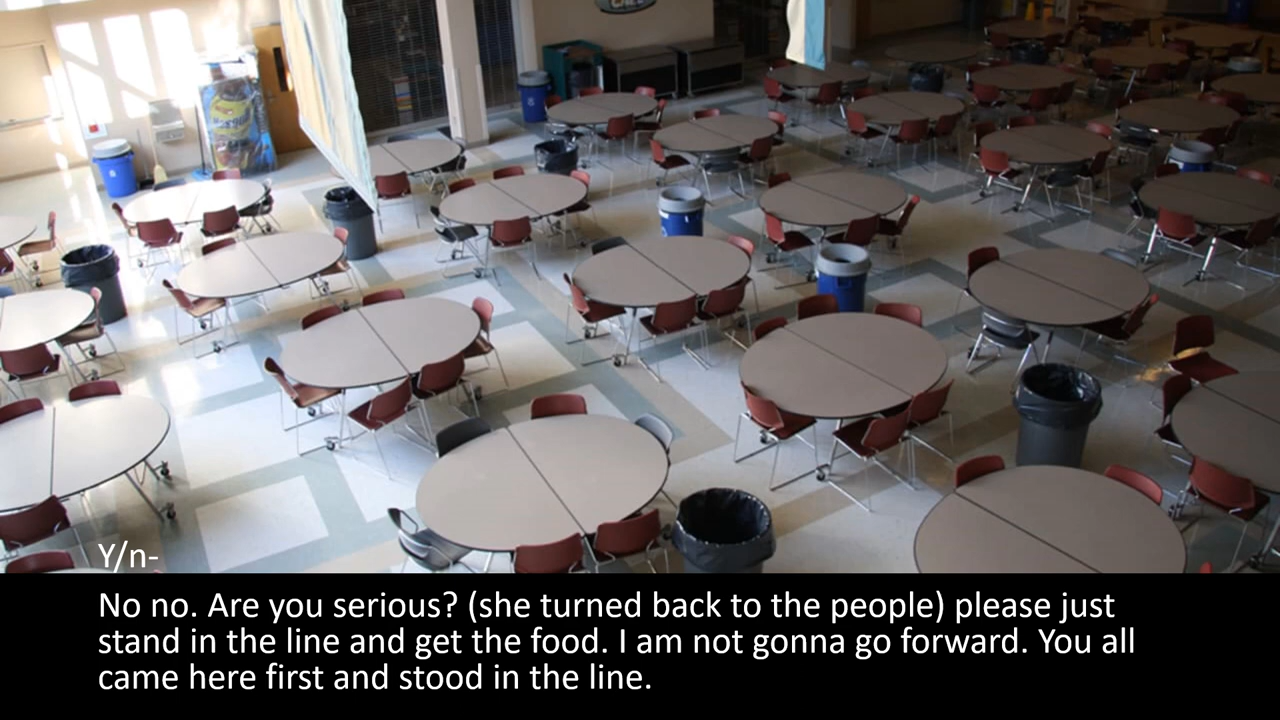 Y/n-
No no. Are you serious? (she turned back to the people) please just
stand in the line and get the food. I am not gonna go forward. You all
came here first and stood in the line.